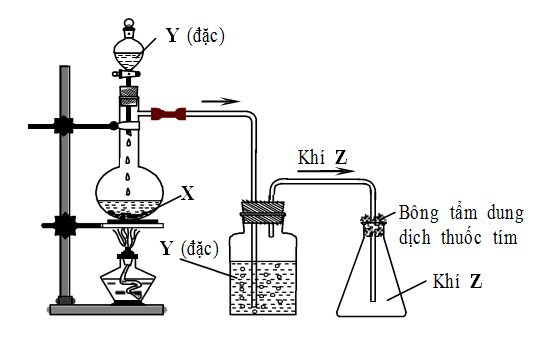 Y (đặc)
X
Khí Z
Y (đặc)
Bông tẩm dung
dịch thuốc tím
Khí Z